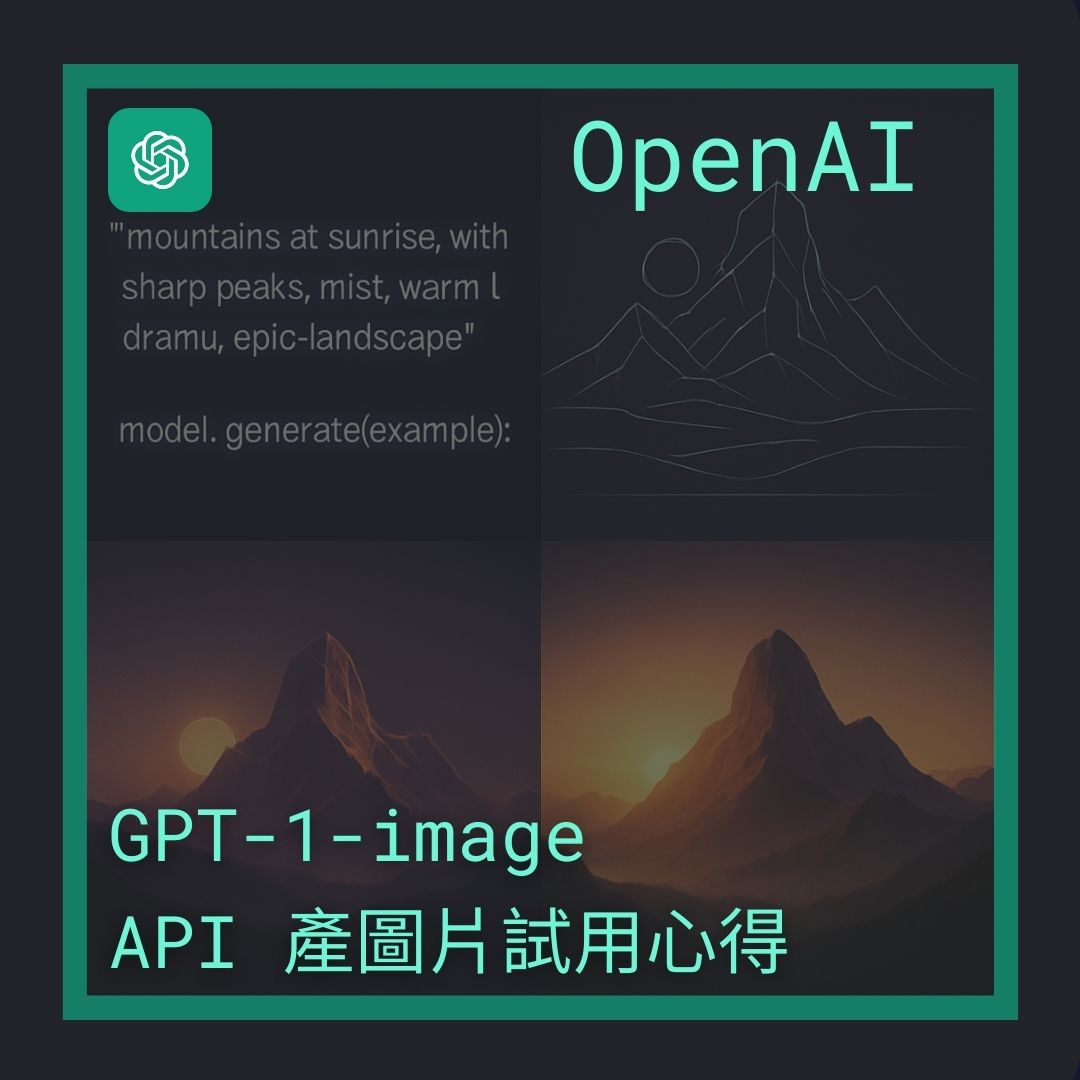 OpenAI
"'mountains at sunrise, with
sharp peaks, mist, warm l
dramu, epic-landscape"
model. generate(example):
GPT-1-image
API 產圖片試用心得